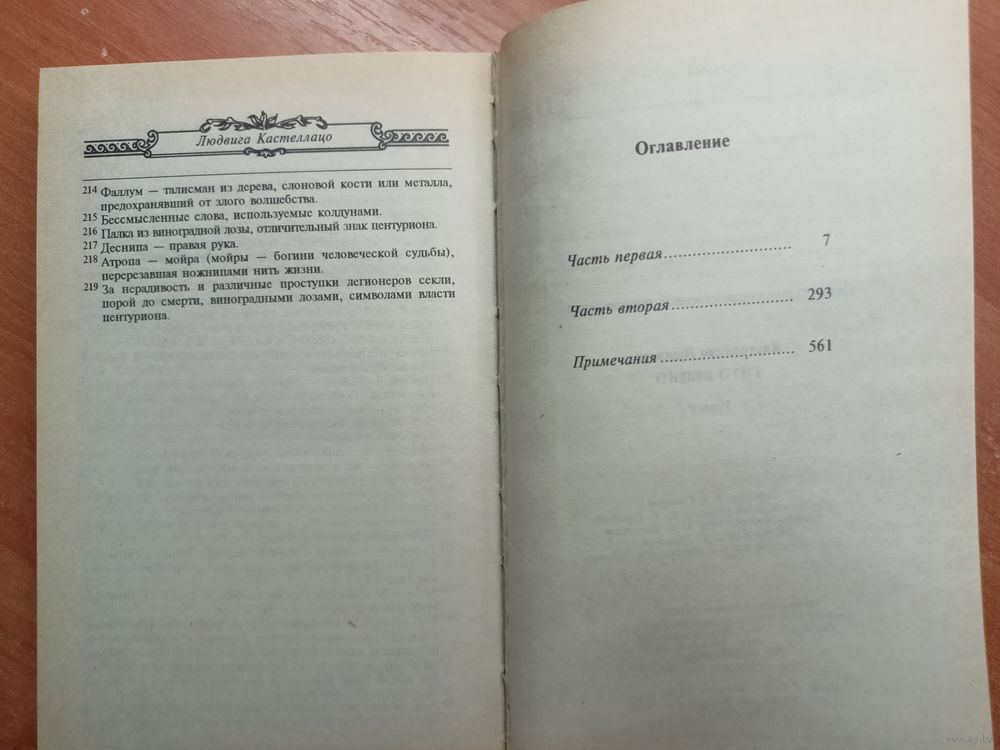 Людвига Кастеллацо
214 Фаллум — талисман из дерева, слоновой кости или металла,
предохранявший от злого волшебства.
215 Бессмысленные слова, используемые колдунами.
216 Палка из виноградной лозы, отличительный знак центуриона.
217 Десница — правая рука.
218 Атропа — мойра (мойры — богини человеческой судьбы),
перерезавшая ножницами нить жизни.
219 За нерадивость и различные проступки легионеров секли,
порой до смерти, виноградными лозами, символами власти
центуриона.
Оглавление
Часть первая .................... 7
Часть вторая .................... 293
Примечания .................... 561
www.ay.by